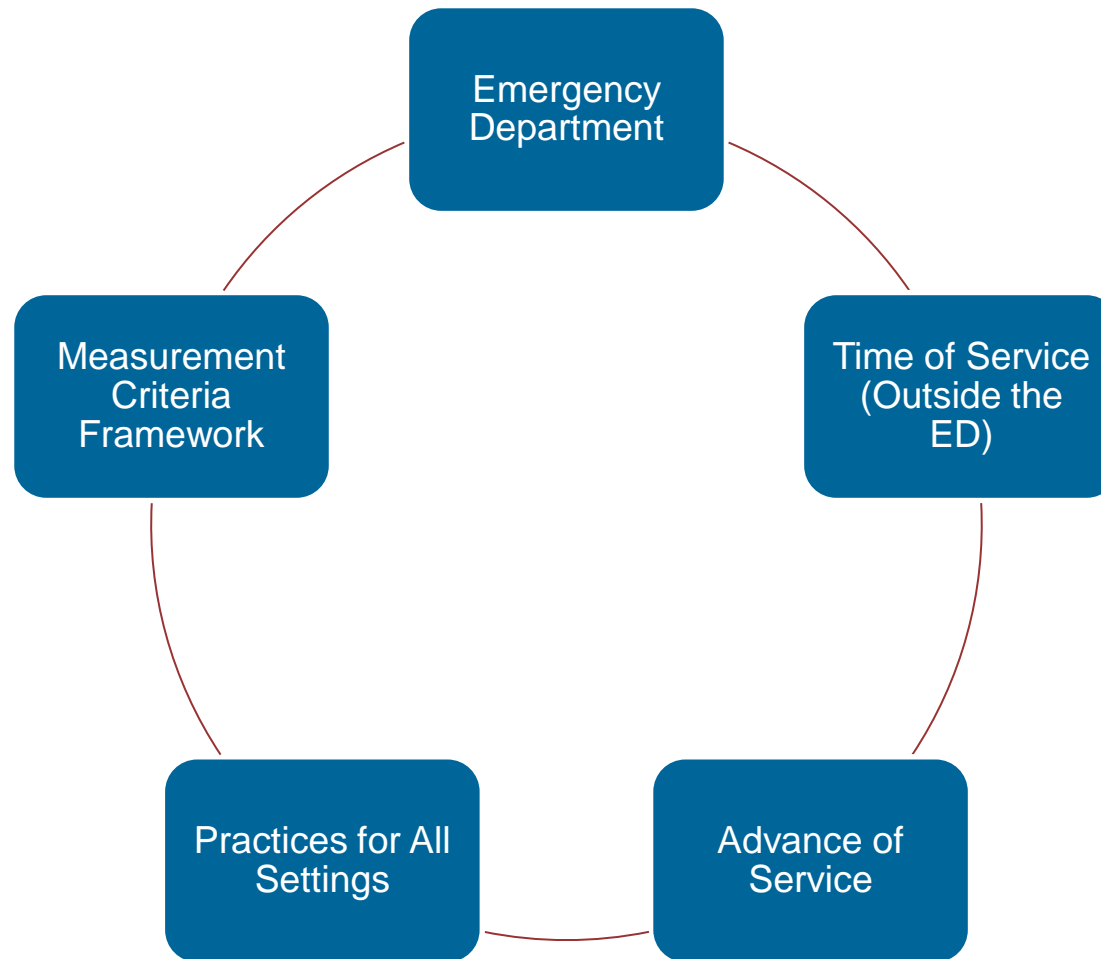 Emergency
Department
Time of Service
(Outside the
ED)
Advance of
Service
Practices for All
Settings
Measurement
Criteria
Framework